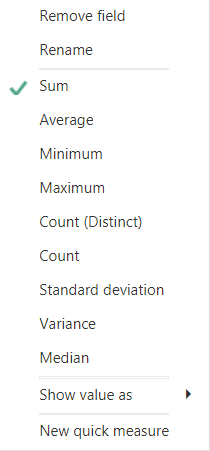 Remove field
Rename
Sum
Average
Minimum
Maximum
Count (Distinct)
Count
Standard deviation
Variance
Median
Show value as
New quick measure